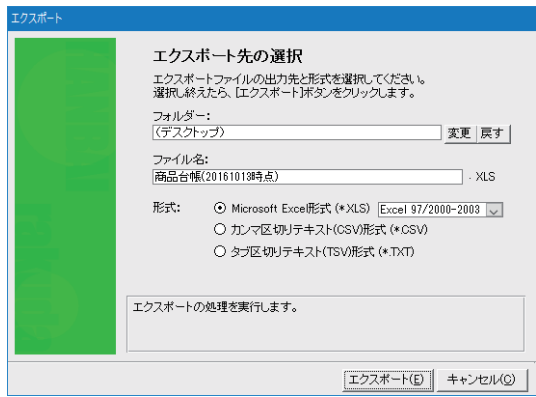 エクスポート
エクスポート先の選択
エクスポートファイルの出力先と形式を選択してください。
選択し終えたら、[エクスポート]ボタンをクリックします。
フォルダー:
(デスクトップ) 変更 戻す
ファイル名:
商品台帳(20161013時点) . XLS
形式: Microsoft Excel形式 (*.XLS) Excel 97/2000-2003
カンマ区切りテキスト(CSV)形式 (*.CSV)
タブ区切りテキスト(TSV)形式 (*.TXT)
エクスポートの処理を実行します。
エクスポート(E) キャンセル(C)